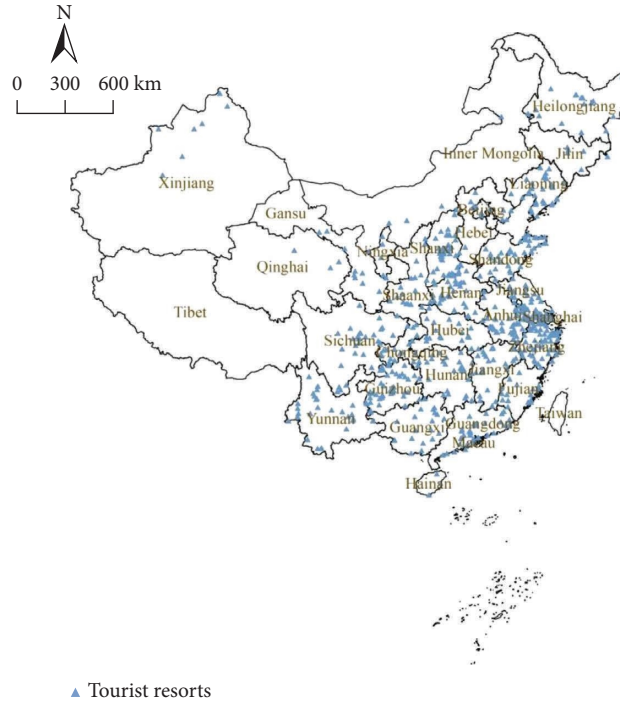 N
0 300 600 km
Heilongjiang
Inner Mongolia
Jilin
Xinjiang
Liaoning
Gansu
Beijing
Hebei
Ningxia
Shanxi
Shandong
Qinghai
Shaanxi
Henan
Jiangsu
Tibet
Anhui
Shanghai
Hubei
Sichuan
Chongqing
Zhejiang
Hunan
Jiangxi
Guizhou
Fujian
Taiwan
Yunnan
Guangxi
Guangdong
Macau
Hainan
Tourist resorts